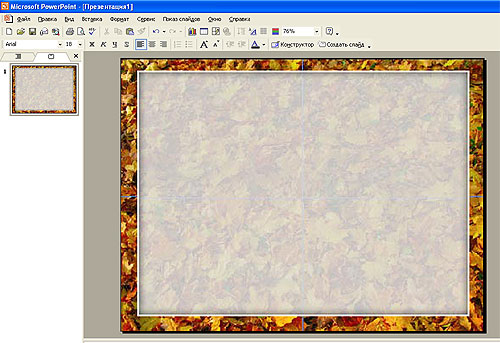 Microsoft PowerPoint - [Презентация1]
Файл Правка Вид Вставка Формат Сервис Показ слайдов Окно Справка
76%
Arial 18 Ж К Ч S Конструктор Создать слайд
1